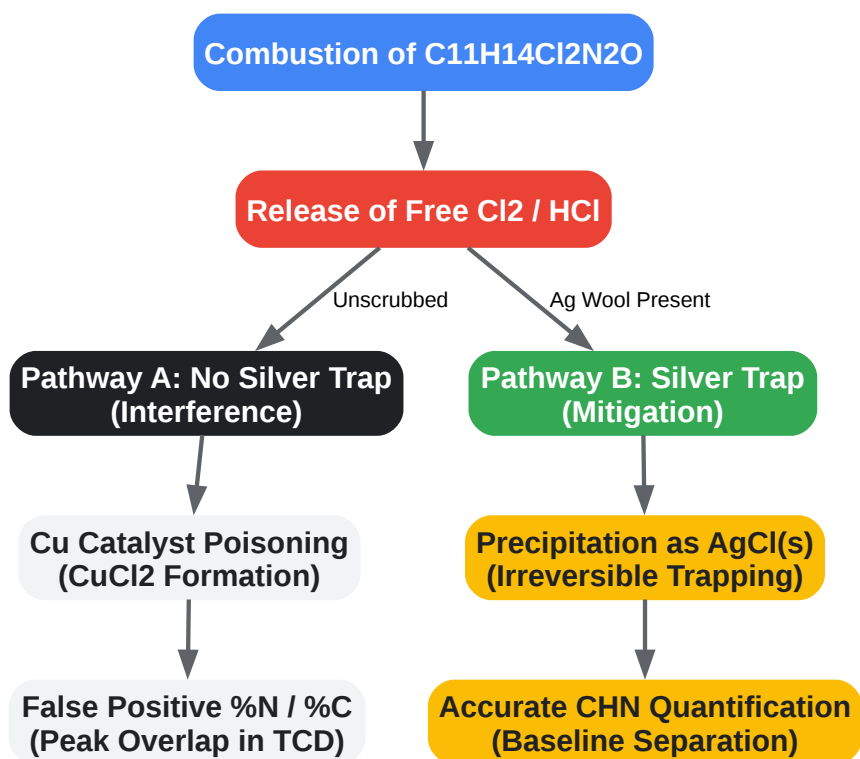 Combustion of C11H14Cl2N2O
Release of Free Cl2 / HCl
Unscrubbed
Ag Wool Present
Pathway A: No Silver Trap
(Interference)
Pathway B: Silver Trap
(Mitigation)
Cu Catalyst Poisoning
(CuCl2 Formation)
Precipitation as AgCl(s)
(Irreversible Trapping)
False Positive %N / %C
(Peak Overlap in TCD)
Accurate CHN Quantification
(Baseline Separation)